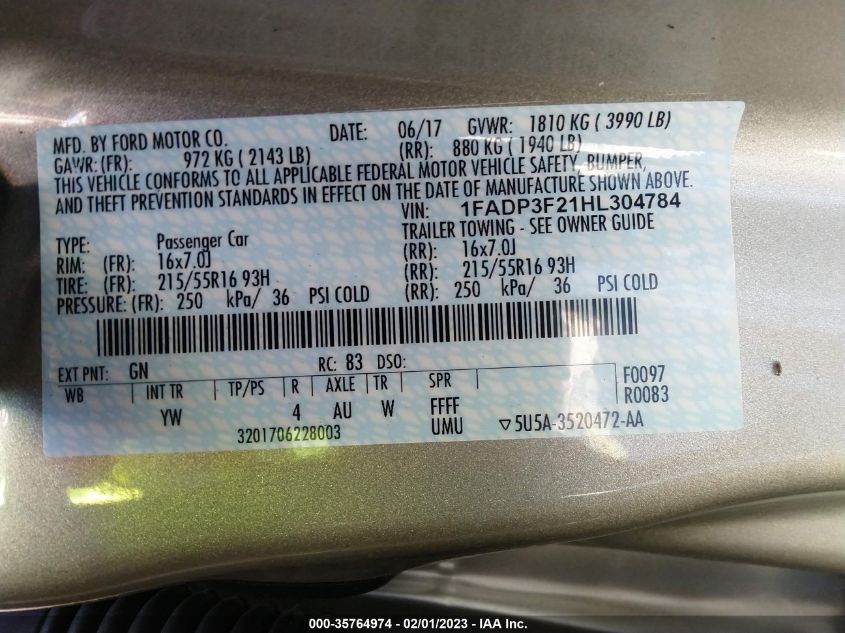 MFD. BY FORD MOTOR CO. DATE: 06/17 GVWR: 1810 KG ( 3990 LB)
GAWR: (FR): 972 KG ( 2143 LB) (RR): 880 KG ( 1940 LB)
THIS VEHICLE CONFORMS TO ALL APPLICABLE FEDERAL MOTOR VEHICLE SAFETY, BUMPER,
AND THEFT PREVENTION STANDARDS IN EFFECT ON THE DATE OF MANUFACTURE SHOWN ABOVE.
VIN: 1FADP3F21HL304784
TYPE: Passenger Car TRAILER TOWING - SEE OWNER GUIDE
RIM: (FR): 16x7.0J (RR): 16x7.0J
TIRE: (FR): 215/55R16 93H (RR): 215/55R16 93H
PRESSURE: (FR): 250 kPa/ 36 PSI COLD (RR): 250 kPa/ 36 PSI COLD
EXT PNT: GN RC: 83 DSO:
WB INT TR TP/PS R AXLE TR SPR F0097
YW 4 AU W FFFF R0083
3201706228003 UMU ▽5U5A-3520472-AA
000-35764974 - 02/01/2023 - IAA Inc.